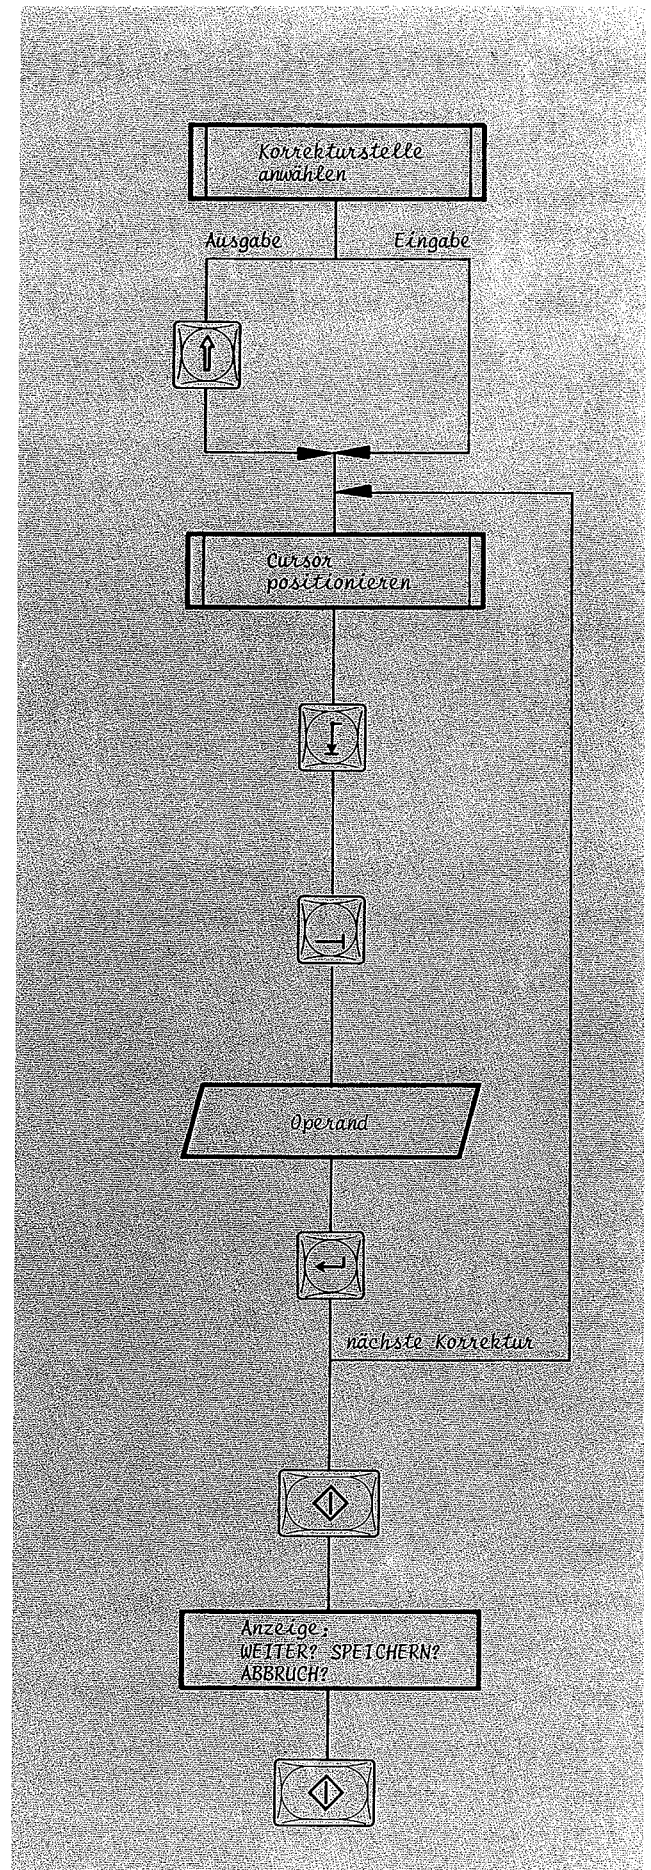 Korrekturstelle
anwählen
Ausgabe Eingabe
Cursor
positionieren
Operand
nächste Korrektur
Anzeige:
WEITER? SPEICHERN?
ABBRUCH?